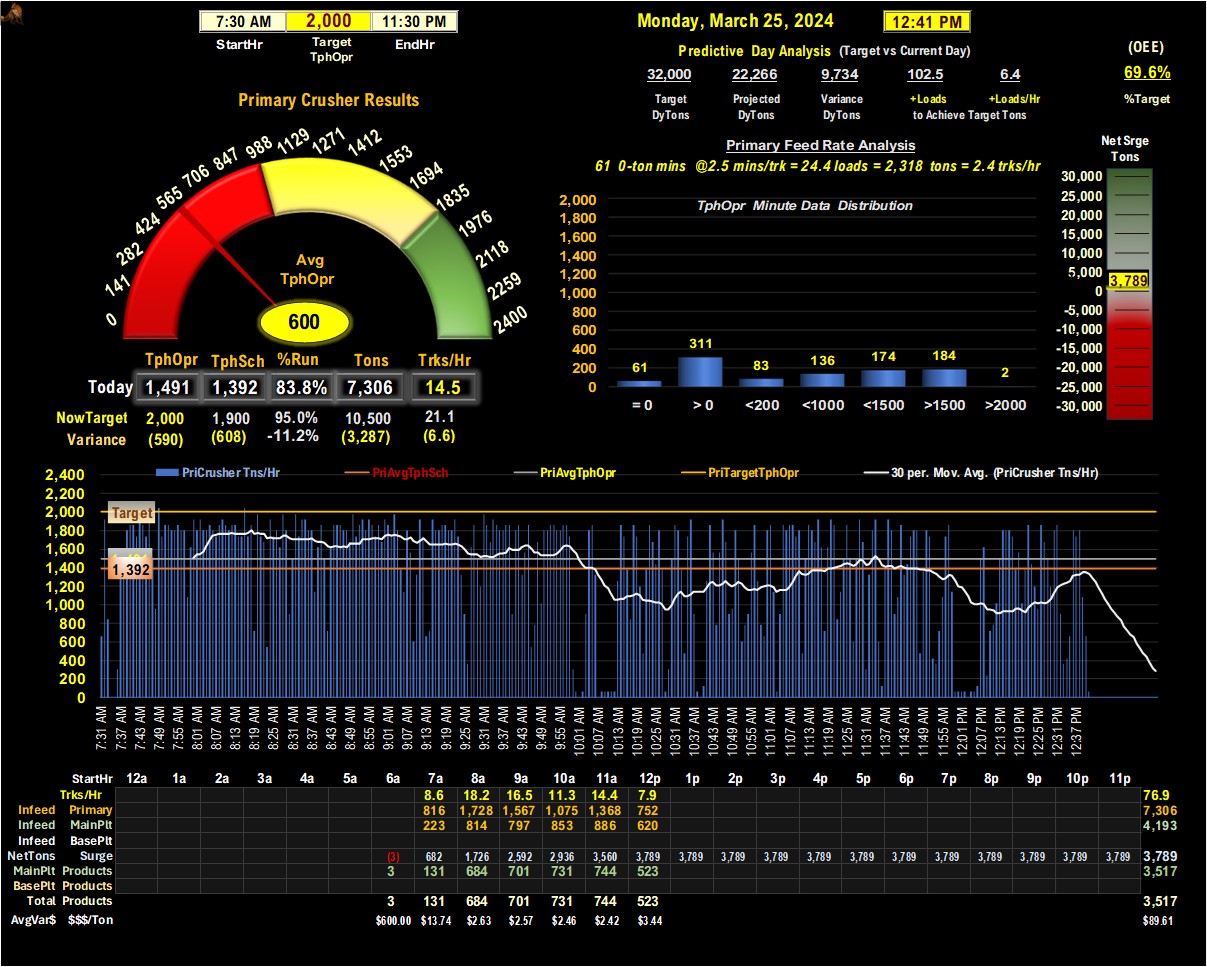 7:30 AM 2,000 11:30 PM
StartHr Target TphOpr EndHr
Monday, March 25, 2024 12:41 PM
Predictive Day Analysis (Target vs Current Day)
32,000 22,266 9,734 102.5 6.4
Target DyTons Projected DyTons Variance DyTons +Loads +Loads/Hr
to Achieve Target Tons
(OEE)
69.6%
%Target
Primary Crusher Results
0 141 282 424 565 706 847 988 1129 1271 1412 1553 1694 1835 1976 2118 2259 2400
Avg
TphOpr
600
TphOpr TphSch %Run Tons Trks/Hr
Today 1,491 1,392 83.8% 7,306 14.5
NowTarget 2,000 1,900 95.0% 10,500 21.1
Variance (590) (608) -11.2% (3,287) (6.6)
Primary Feed Rate Analysis
61 0-ton mins @2.5 mins/trk = 24.4 loads = 2,318 tons = 2.4 trks/hr
TphOpr Minute Data Distribution
2,000
1,800
1,600
1,400
1,200
1,000
800
600
400
200
0
61 311 83 136 174 184 2
= 0 > 0 <200 <1000 <1500 >1500 >2000
Net Srge
Tons
30,000
25,000
20,000
15,000
10,000
5,000
3,789
0
-5,000
-10,000
-15,000
-20,000
-25,000
-30,000
PriCrusher Tns/Hr PriAvgTphSch PriAvgTphOpr PriTargetTphOpr 30 per. Mov. Avg. (PriCrusher Tns/Hr)
2,400
2,200
2,000
1,800
1,600
1,400
1,200
1,000
800
600
400
200
0
Target
1,392
7:31 AM 7:37 AM 7:43 AM 7:49 AM 7:55 AM 8:01 AM 8:07 AM 8:13 AM 8:19 AM 8:25 AM 8:31 AM 8:37 AM 8:43 AM 8:49 AM 8:55 AM 9:01 AM 9:07 AM 9:13 AM 9:19 AM 9:25 AM 9:31 AM 9:37 AM 9:43 AM 9:49 AM 9:55 AM 10:01 AM 10:07 AM 10:13 AM 10:19 AM 10:25 AM 10:31 AM 10:37 AM 10:43 AM 10:49 AM 10:55 AM 11:01 AM 11:07 AM 11:13 AM 11:19 AM 11:25 AM 11:31 AM 11:37 AM 11:43 AM 11:49 AM 11:55 AM 12:01 PM 12:07 PM 12:13 PM 12:19 PM 12:25 PM 12:31 PM 12:37 PM
StartHr 12a 1a 2a 3a 4a 5a 6a 7a 8a 9a 10a 11a 12p 1p 2p 3p 4p 5p 6p 7p 8p 9p 10p 11p
Trks/Hr 8.6 18.2 16.5 11.3 14.4 7.9 76.9
Infeed Primary 816 1,728 1,567 1,075 1,368 752 7,306
Infeed MainPlt 223 814 797 853 886 620 4,193
Infeed BasePlt
NetTons Surge (3) 682 1,726 2,592 2,936 3,560 3,789 3,789 3,789 3,789 3,789 3,789 3,789 3,789 3,789 3,789 3,789 3,789 3,789
MainPlt Products 3 131 684 701 731 744 523 3,517
BasePlt Products
Total Products 3 131 684 701 731 744 523 3,517
AvgVar$ $$$/Ton $600.00 $13.74 $2.63 $2.57 $2.46 $2.42 $3.44 $89.61